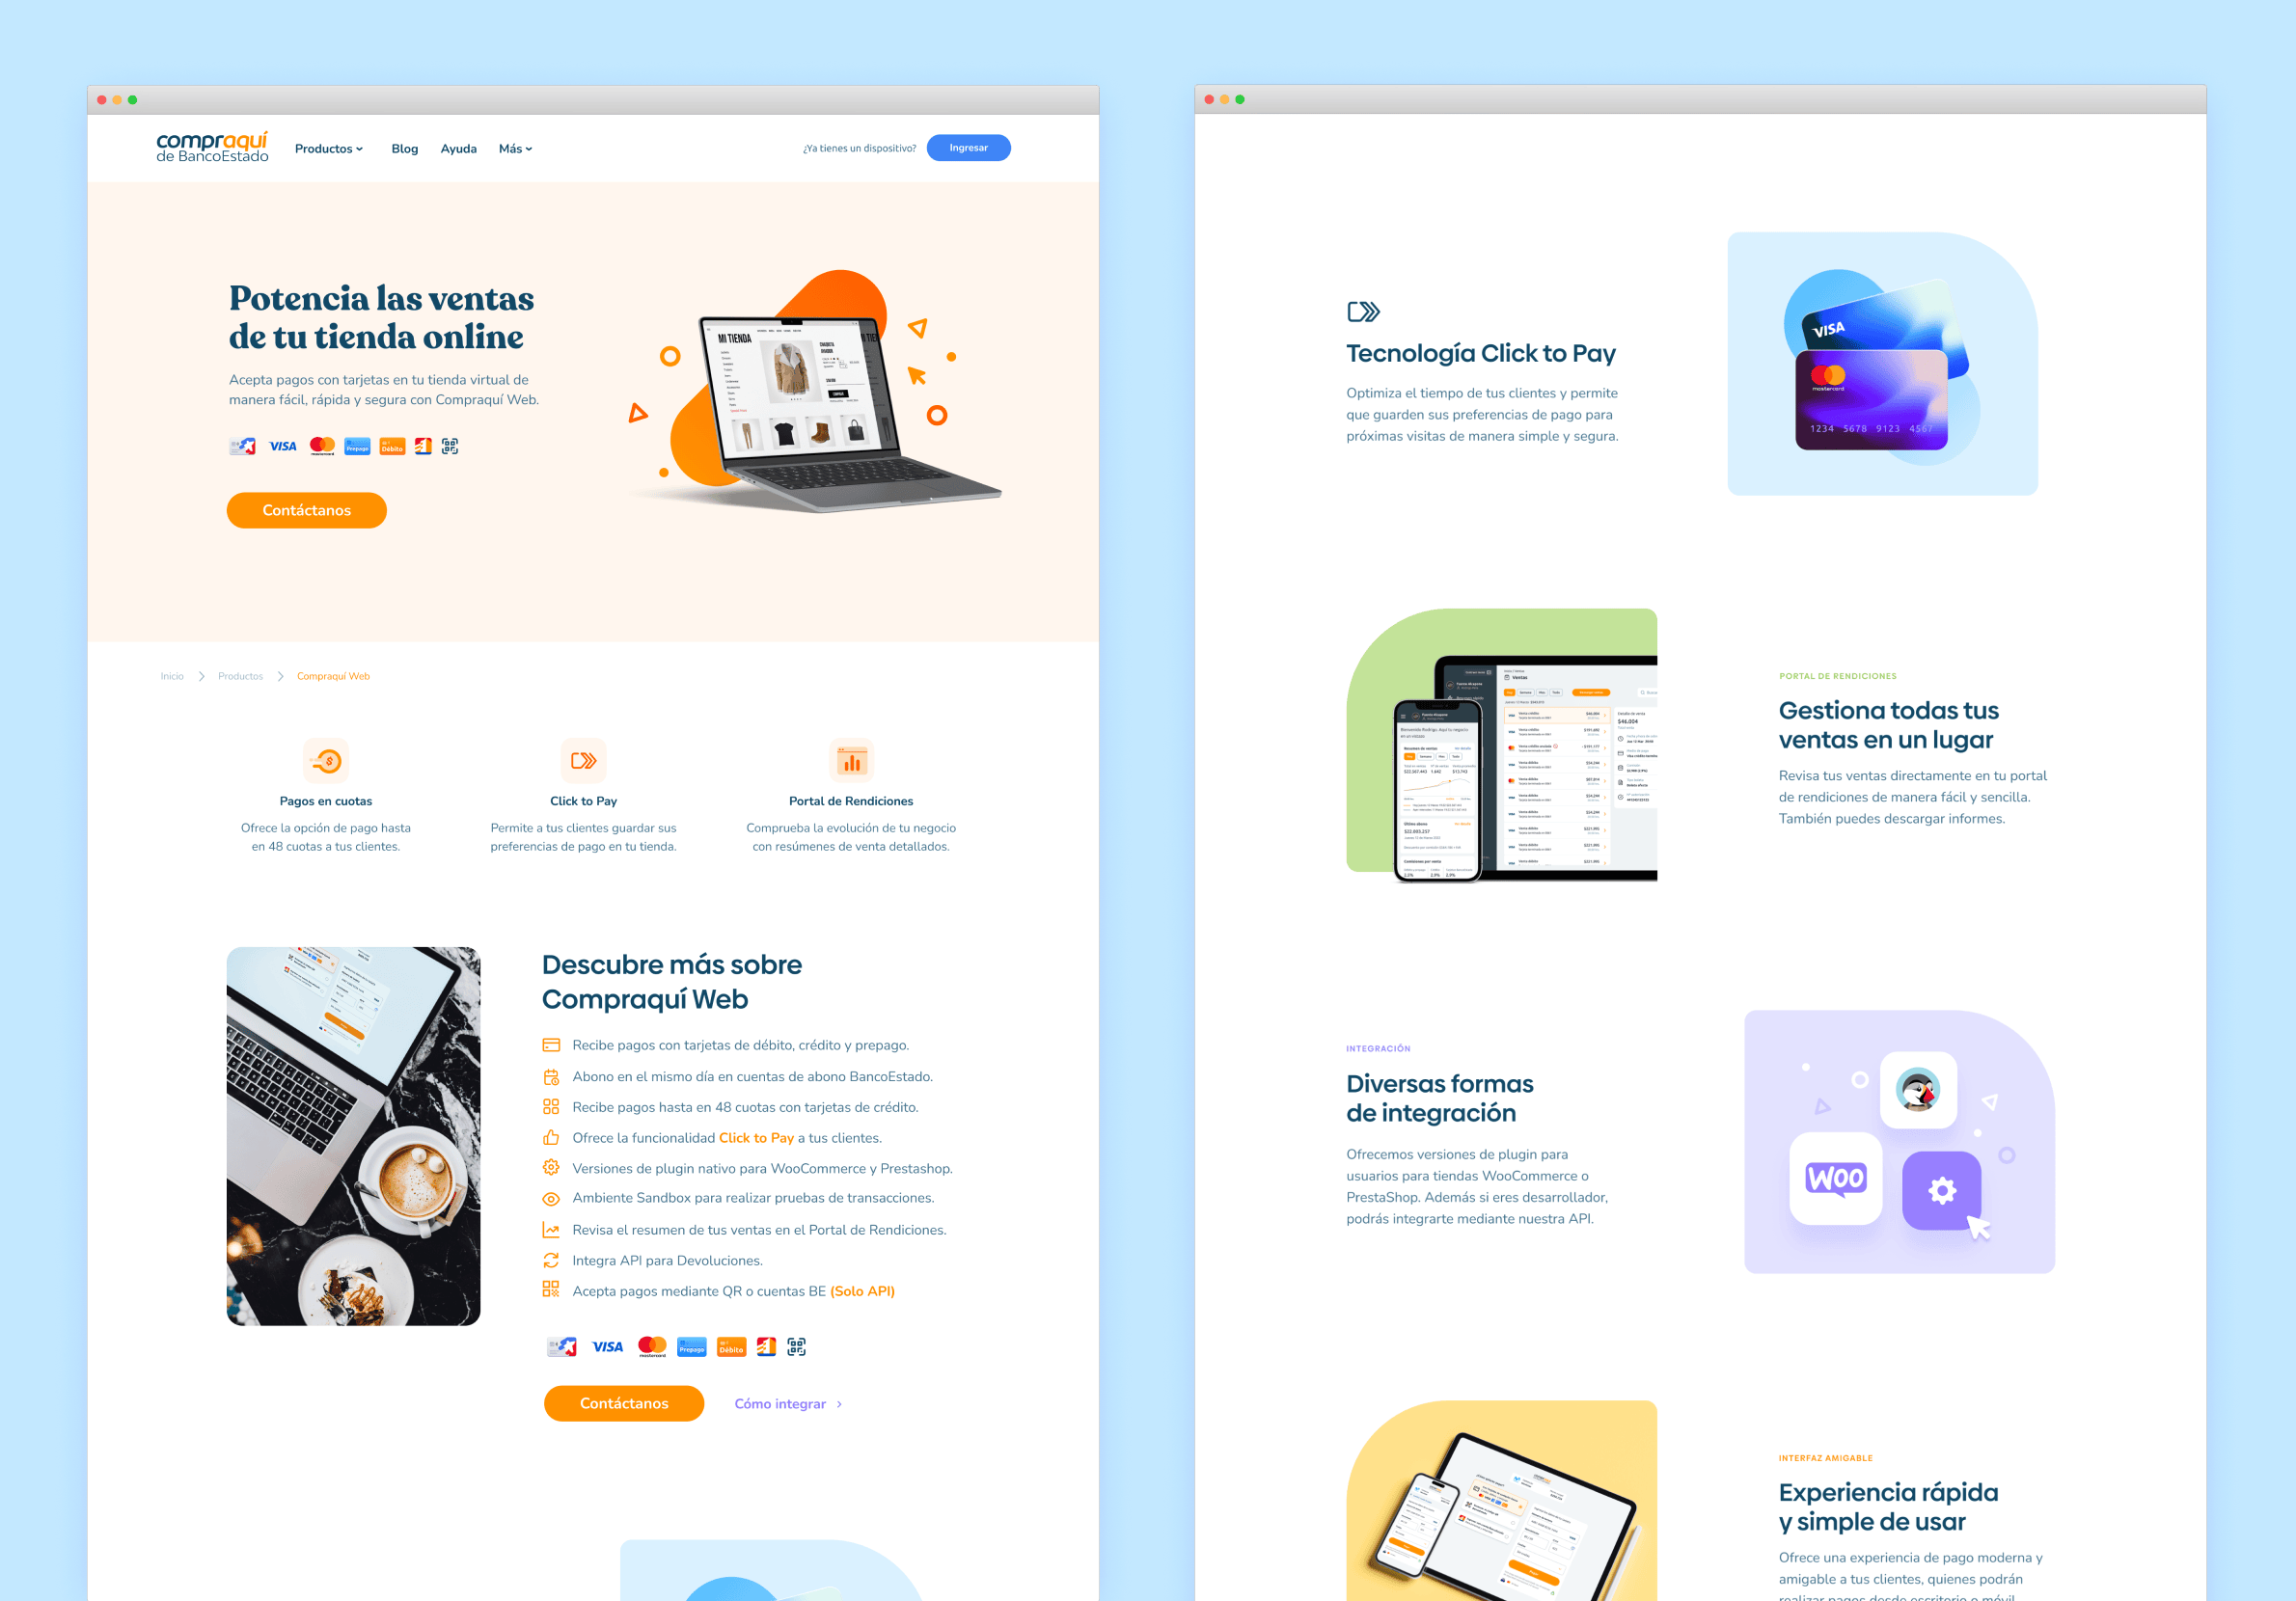 compraquí
de BancoEstado
Productos
Blog
Ayuda
Más
¿Ya tienes un dispositivo?
Ingresar
Potencia las ventas
de tu tienda online
Acepta pagos con tarjetas en tu tienda virtual de
manera fácil, rápida y segura con Compraquí Web.
VISA
mastercard
Prepago
Débito
Contáctanos
MI TIENDA
Inicio
Productos
Compraquí Web
Pagos en cuotas
Ofrece la opción de pago hasta
en 48 cuotas a tus clientes.
Click to Pay
Permite a tus clientes guardar sus
preferencias de pago en tu tienda.
Portal de Rendiciones
Comprueba la evolución de tu negocio
con resúmenes de venta detallados.
Descubre más sobre
Compraquí Web
Recibe pagos con tarjetas de débito, crédito y prepago.
Abono en el mismo día en cuentas de abono BancoEstado.
Recibe pagos hasta en 48 cuotas con tarjetas de crédito.
Ofrece la funcionalidad Click to Pay a tus clientes.
Versiones de plugin nativo para WooCommerce y Prestashop.
Ambiente Sandbox para realizar pruebas de transacciones.
Revisa el resumen de tus ventas en el Portal de Rendiciones.
Integra API para Devoluciones.
Acepta pagos mediante QR o cuentas BE (Solo API)
VISA
mastercard
Prepago
Débito
Contáctanos
Cómo integrar
Tecnología Click to Pay
Optimiza el tiempo de tus clientes y permite
que guarden sus preferencias de pago para
próximas visitas de manera simple y segura.
VISA
mastercard
1234 5678 9123 4567
Ventas
$46.004
PORTAL DE RENDICIONES
Gestiona todas tus
ventas en un lugar
Revisa tus ventas directamente en tu portal
de rendiciones de manera fácil y sencilla.
También puedes descargar informes.
INTEGRACIÓN
Diversas formas
de integración
Ofrecemos versiones de plugin para
usuarios para tiendas WooCommerce o
PrestaShop. Además si eres desarrollador,
podrás integrarte mediante nuestra API.
WOO
INTERFAZ AMIGABLE
Experiencia rápida
y simple de usar
Ofrece una experiencia de pago moderna y
amigable a tus clientes, quienes podrán
realizar pagos desde escritorio o móvil